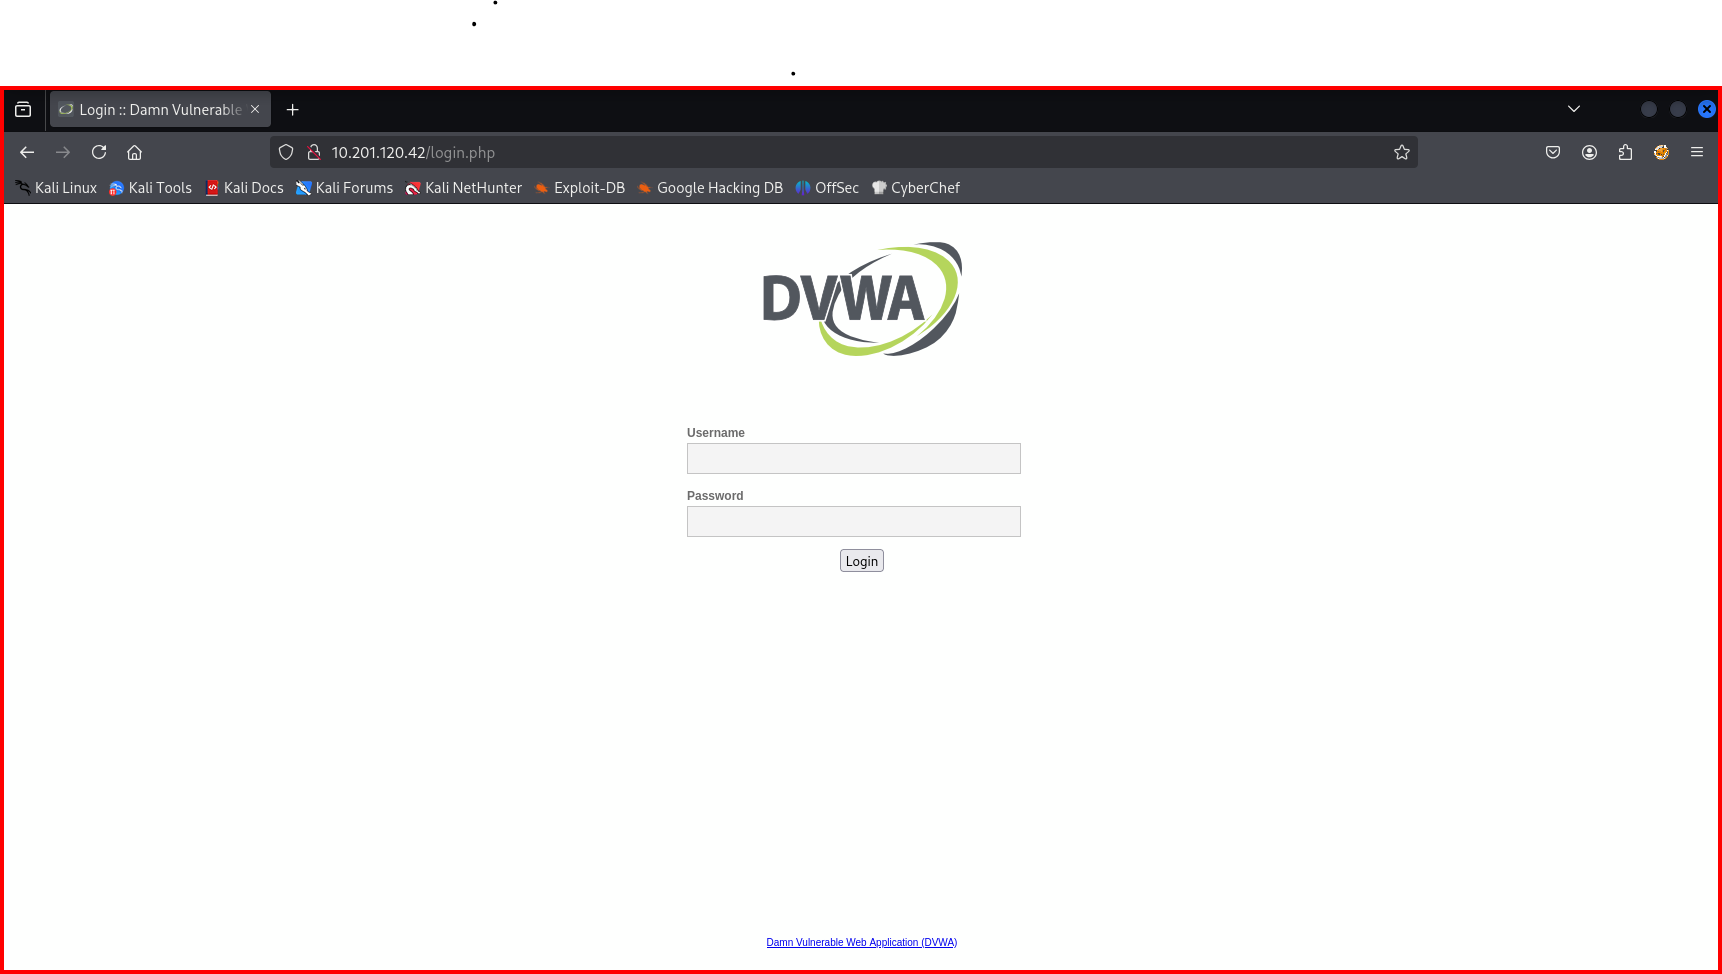 Login :: Damn Vulnerable
10.201.120.42/login.php
Kali Linux Kali Tools Kali Docs Kali Forums Kali NetHunter Exploit-DB Google Hacking DB OffSec CyberChef
DVWA
Username
Password
Login
Damn Vulnerable Web Application (DVWA)